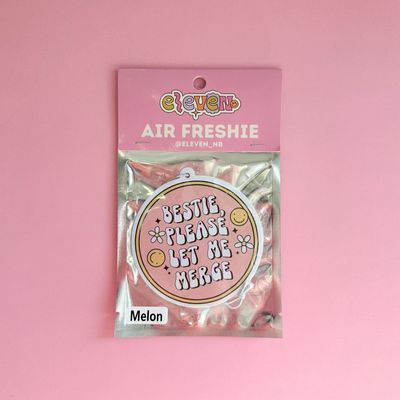 eleven
AIR FRESHIE
@ELEVEN_NB
BESTIE,
PLEASE
LET ME
MERGE
Melon